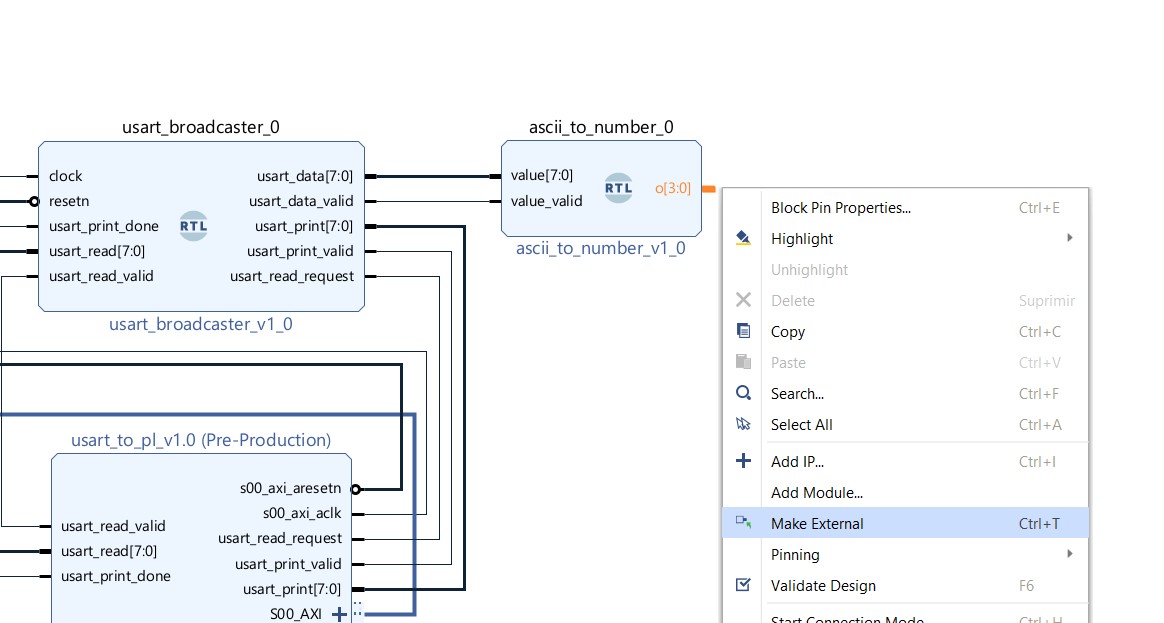 usart_broadcaster_0
clock
resetn
usart_print_done
usart_read[7:0]
usart_read_valid
RTL
usart_data[7:0]
usart_data_valid
usart_print[7:0]
usart_print_valid
usart_read_request
usart_broadcaster_v1_0
ascii_to_number_0
value[7:0]
value_valid
RTL
o[3:0]
ascii_to_number_v1_0
usart_to_pl_v1.0 (Pre-Production)
usart_read_valid
usart_read[7:0]
usart_print_done
s00_axi_aresetn
s00_axi_aclk
usart_read_request
usart_print_valid
usart_print[7:0]
S00_AXI
Block Pin Properties... Ctrl+E
Highlight
Unhighlight
Delete Suprimir
Copy Ctrl+C
Paste Ctrl+V
Search... Ctrl+F
Select All Ctrl+A
Add IP... Ctrl+I
Add Module...
Make External Ctrl+T
Pinning
Validate Design F6
Start Connection Mode Ctrl+H